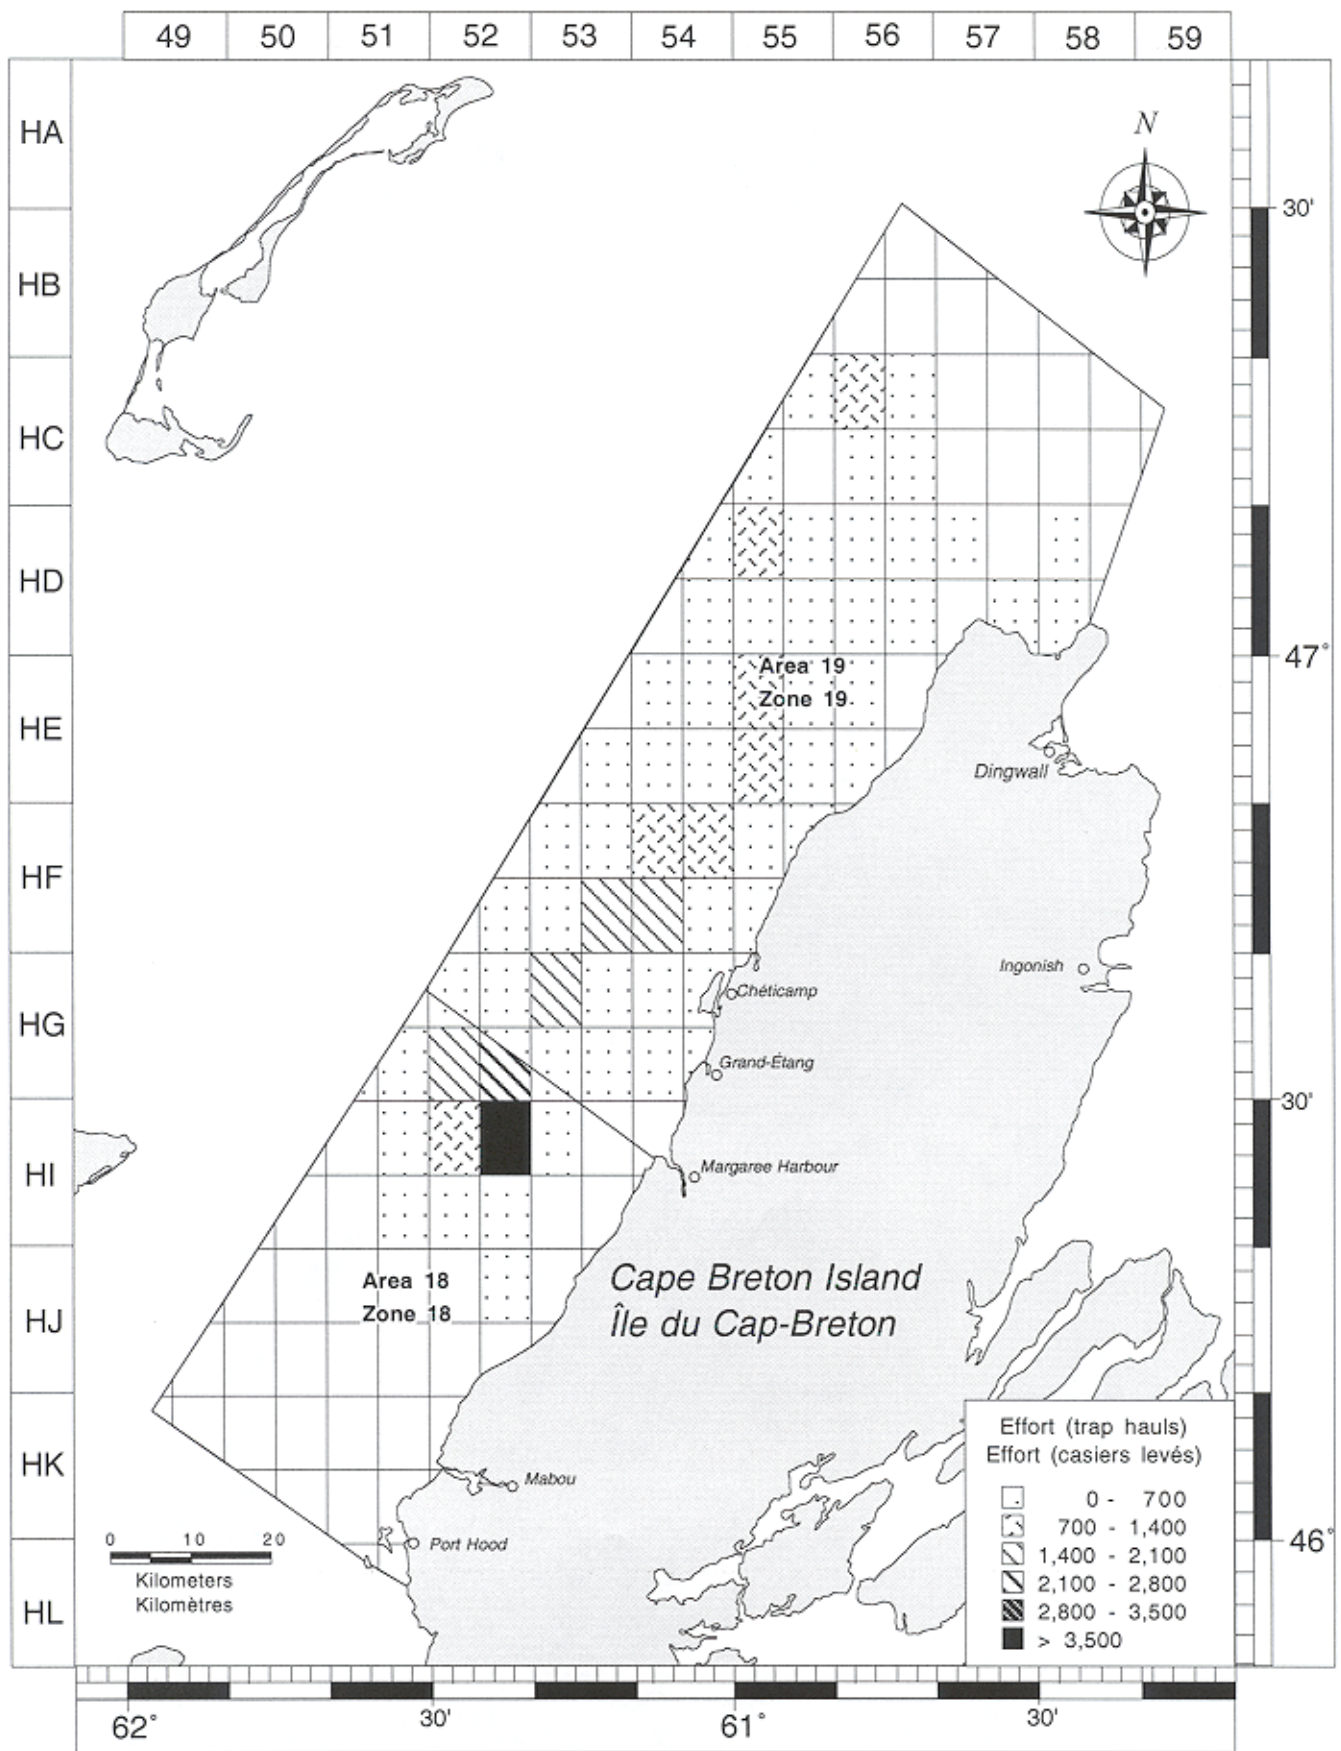 49 50 51 52 53 54 55 56 57 58 59
HA
N
30'
HB
HC
HD
47°
Area 19
Zone 19
HE
Dingwall
HF
Ingonish
Chéticamp
HG
Grand-Étang
30'
HI
Margaree Harbour
Cape Breton Island
Île du Cap-Breton
Area 18
Zone 18
HJ
Effort (trap hauls)
Effort (casiers levés)
0 - 700
700 - 1,400
1,400 - 2,100
2,100 - 2,800
2,800 - 3,500
> 3,500
HK
Mabou
46°
0 10 20
Kilometers
Kilomètres
Port Hood
HL
62° 30' 61° 30'